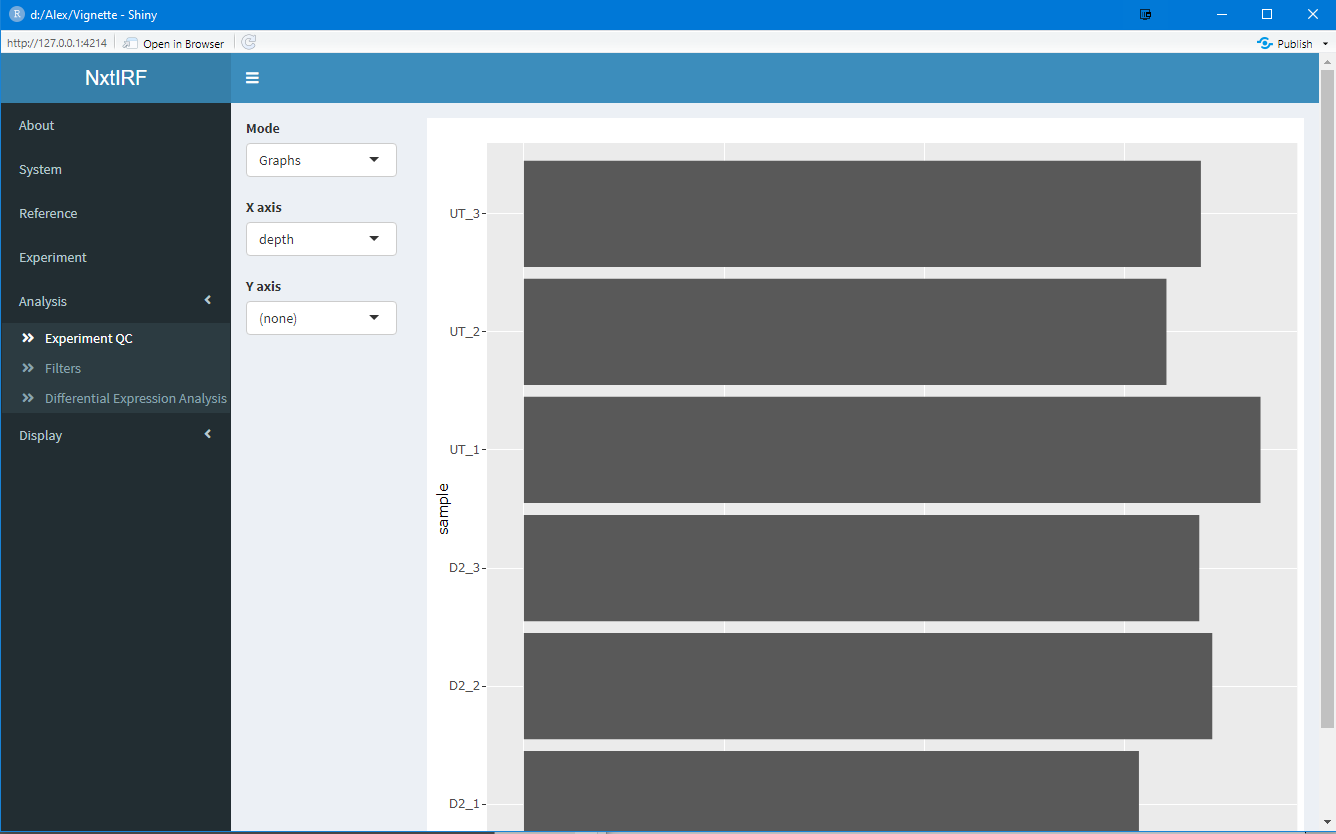 R d:/Alex/Vignette - Shiny
http://127.0.0.1:4214 Open in Browser Publish
NxtIRF
About
System
Reference
Experiment
Analysis
Experiment QC
Filters
Differential Expression Analysis
Display
Mode
Graphs
X axis
depth
Y axis
(none)
UT_3
UT_2
UT_1
sample
D2_3
D2_2
D2_1